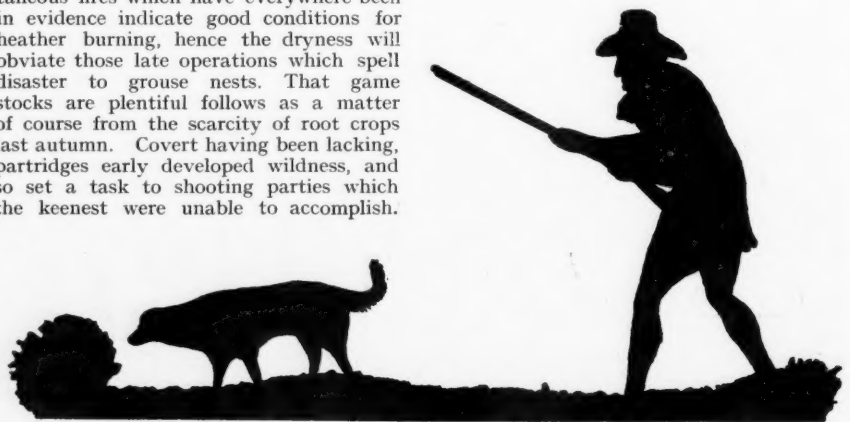 taneous fires which have everywhere been
in evidence indicate good conditions for
heather burning, hence the dryness will
obviate those late operations which spell
disaster to grouse nests. That game
stocks are plentiful follows as a matter
of course from the scarcity of root crops
last autumn. Covert having been lacking,
partridges early developed wildness, and
so set a task to shooting parties which
the keenest were unable to accomplish.